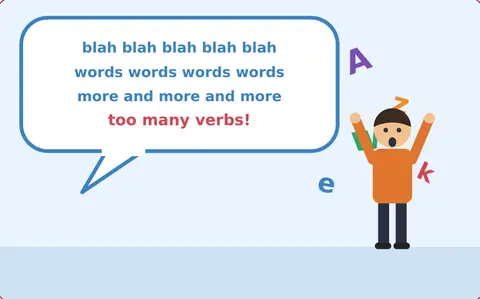 blah blah blah blah blah
words words words words
more and more and more
too many verbs!
A
z
e
k